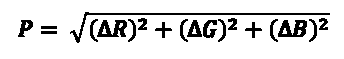 P = √(ΔR)² + (ΔG)² + (ΔB)²